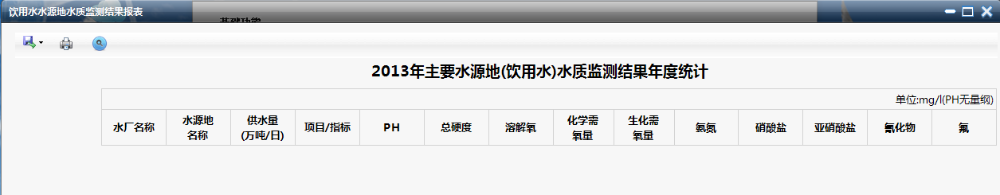 饮用水水源地水质监测结果报表
基础功能
2013年主要水源地(饮用水)水质监测结果年度统计
单位:mg/l(PH无量纲)
水厂名称
水源地
名称
供水量
(万吨/日)
项目/指标
PH
总硬度
溶解氧
化学需
氧量
生化需
氧量
氨氮
硝酸盐
亚硝酸盐
氰化物
氟